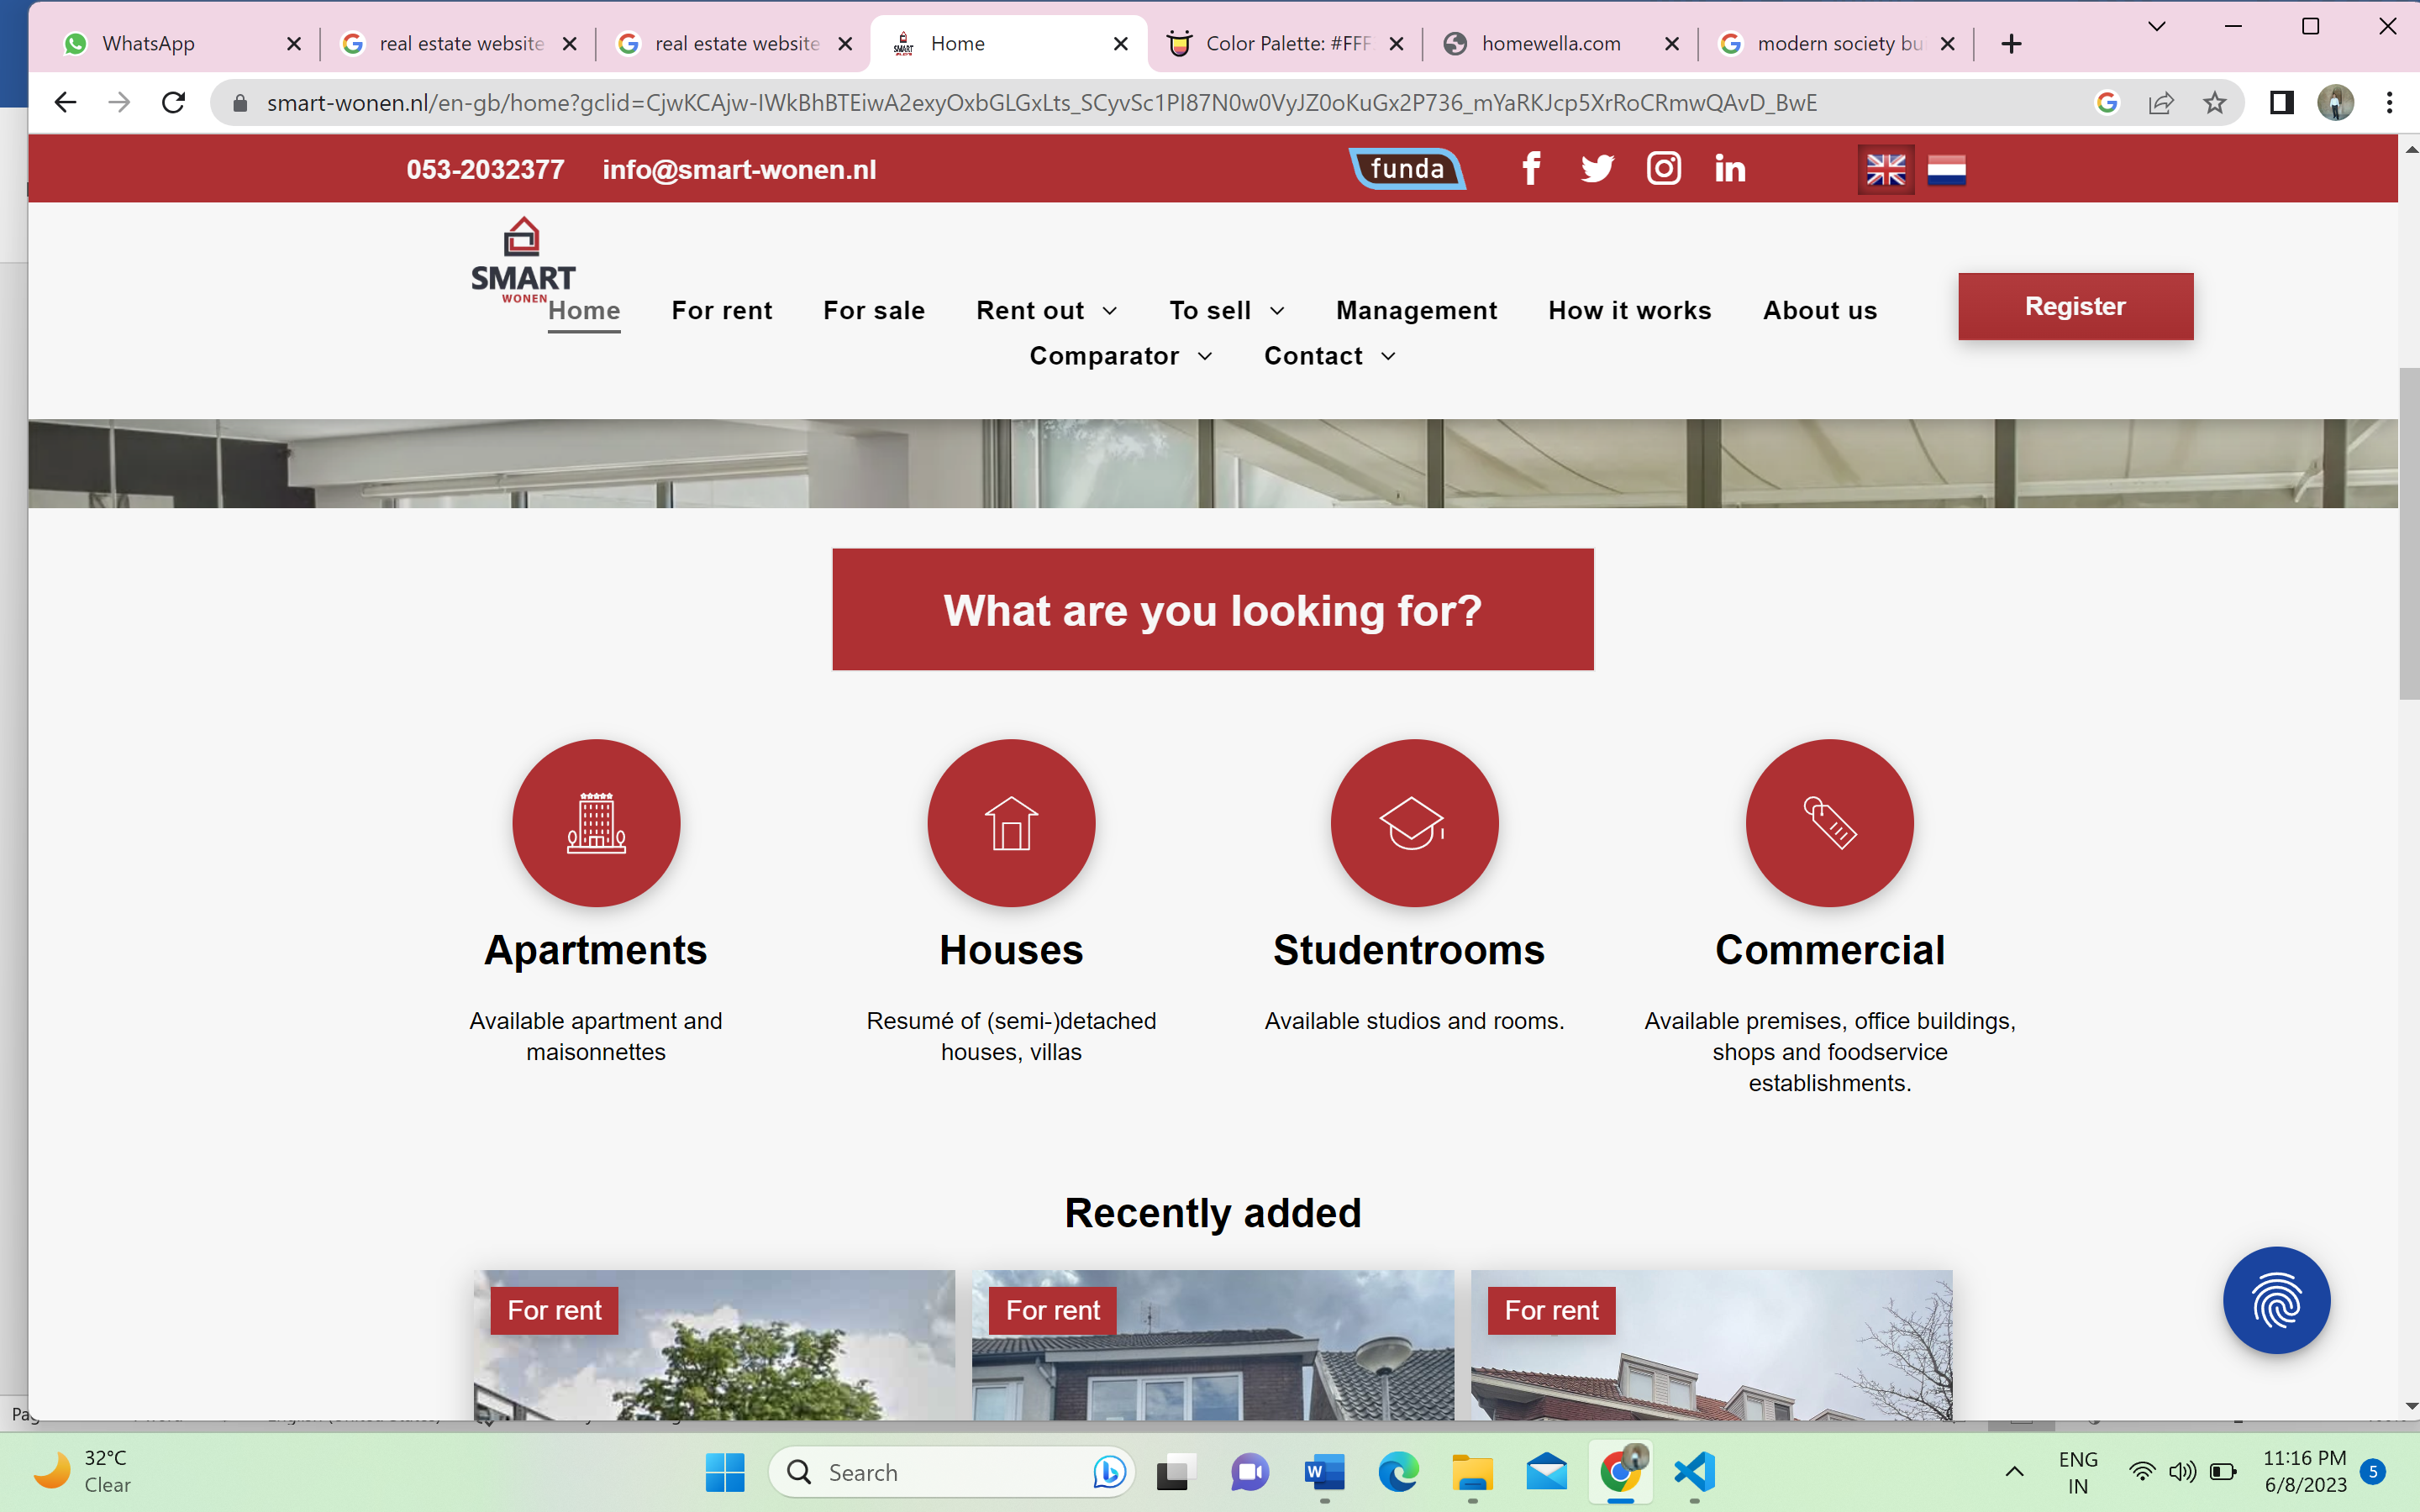 WhatsApp
real estate website
real estate website
Home
Color Palette: #FFF
homewella.com
modern society bu
smart-wonen.nl/en-gb/home?gclid=CjwKCAjw-IWkBhBTEiwA2exyOxbGLGxLts_SCyvSc1PI87N0w0VyJZ0oKuGx2P736_mYaRKJcp5XrRoCRmwQAvD_BwE
053-2032377 info@smart-wonen.nl
funda
SMART
WONEN
Home For rent For sale Rent out To sell Management How it works About us
Register
Comparator Contact
What are you looking for?
Apartments
Available apartment and
maisonnettes
Houses
Resumé of (semi-)detached
houses, villas
Studentrooms
Available studios and rooms.
Commercial
Available premises, office buildings,
shops and foodservice
establishments.
Recently added
For rent
For rent
For rent
32°C
Clear
Search
ENG
IN
11:16 PM
6/8/2023
5